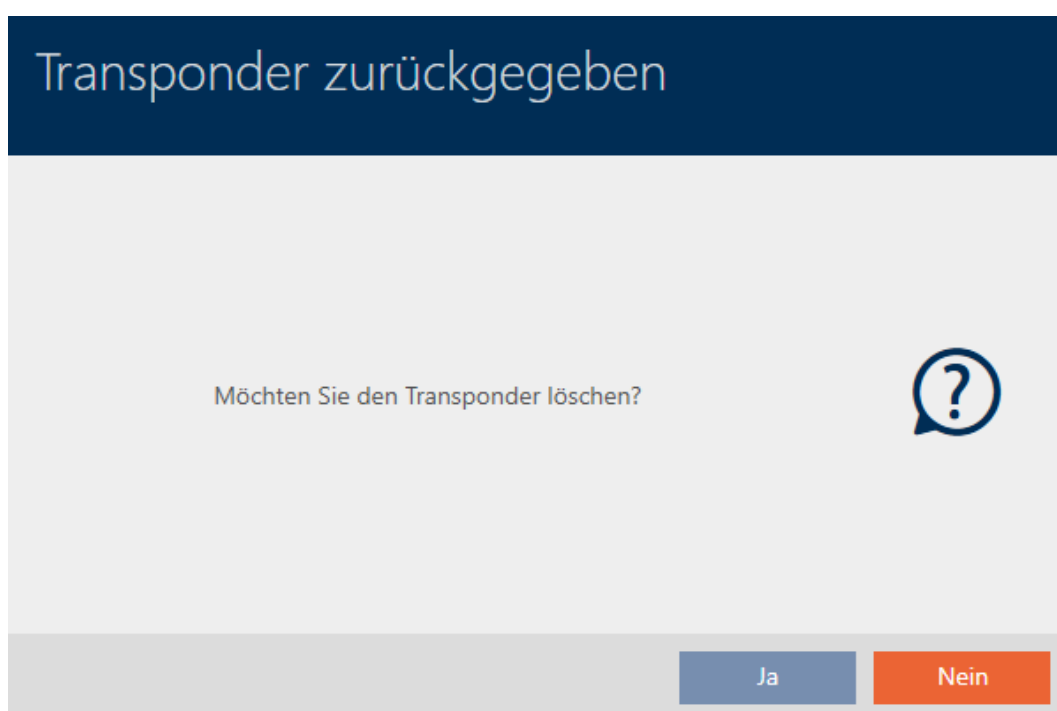 Transponder zurückgegeben
Möchten Sie den Transponder löschen?
?
Ja
Nein